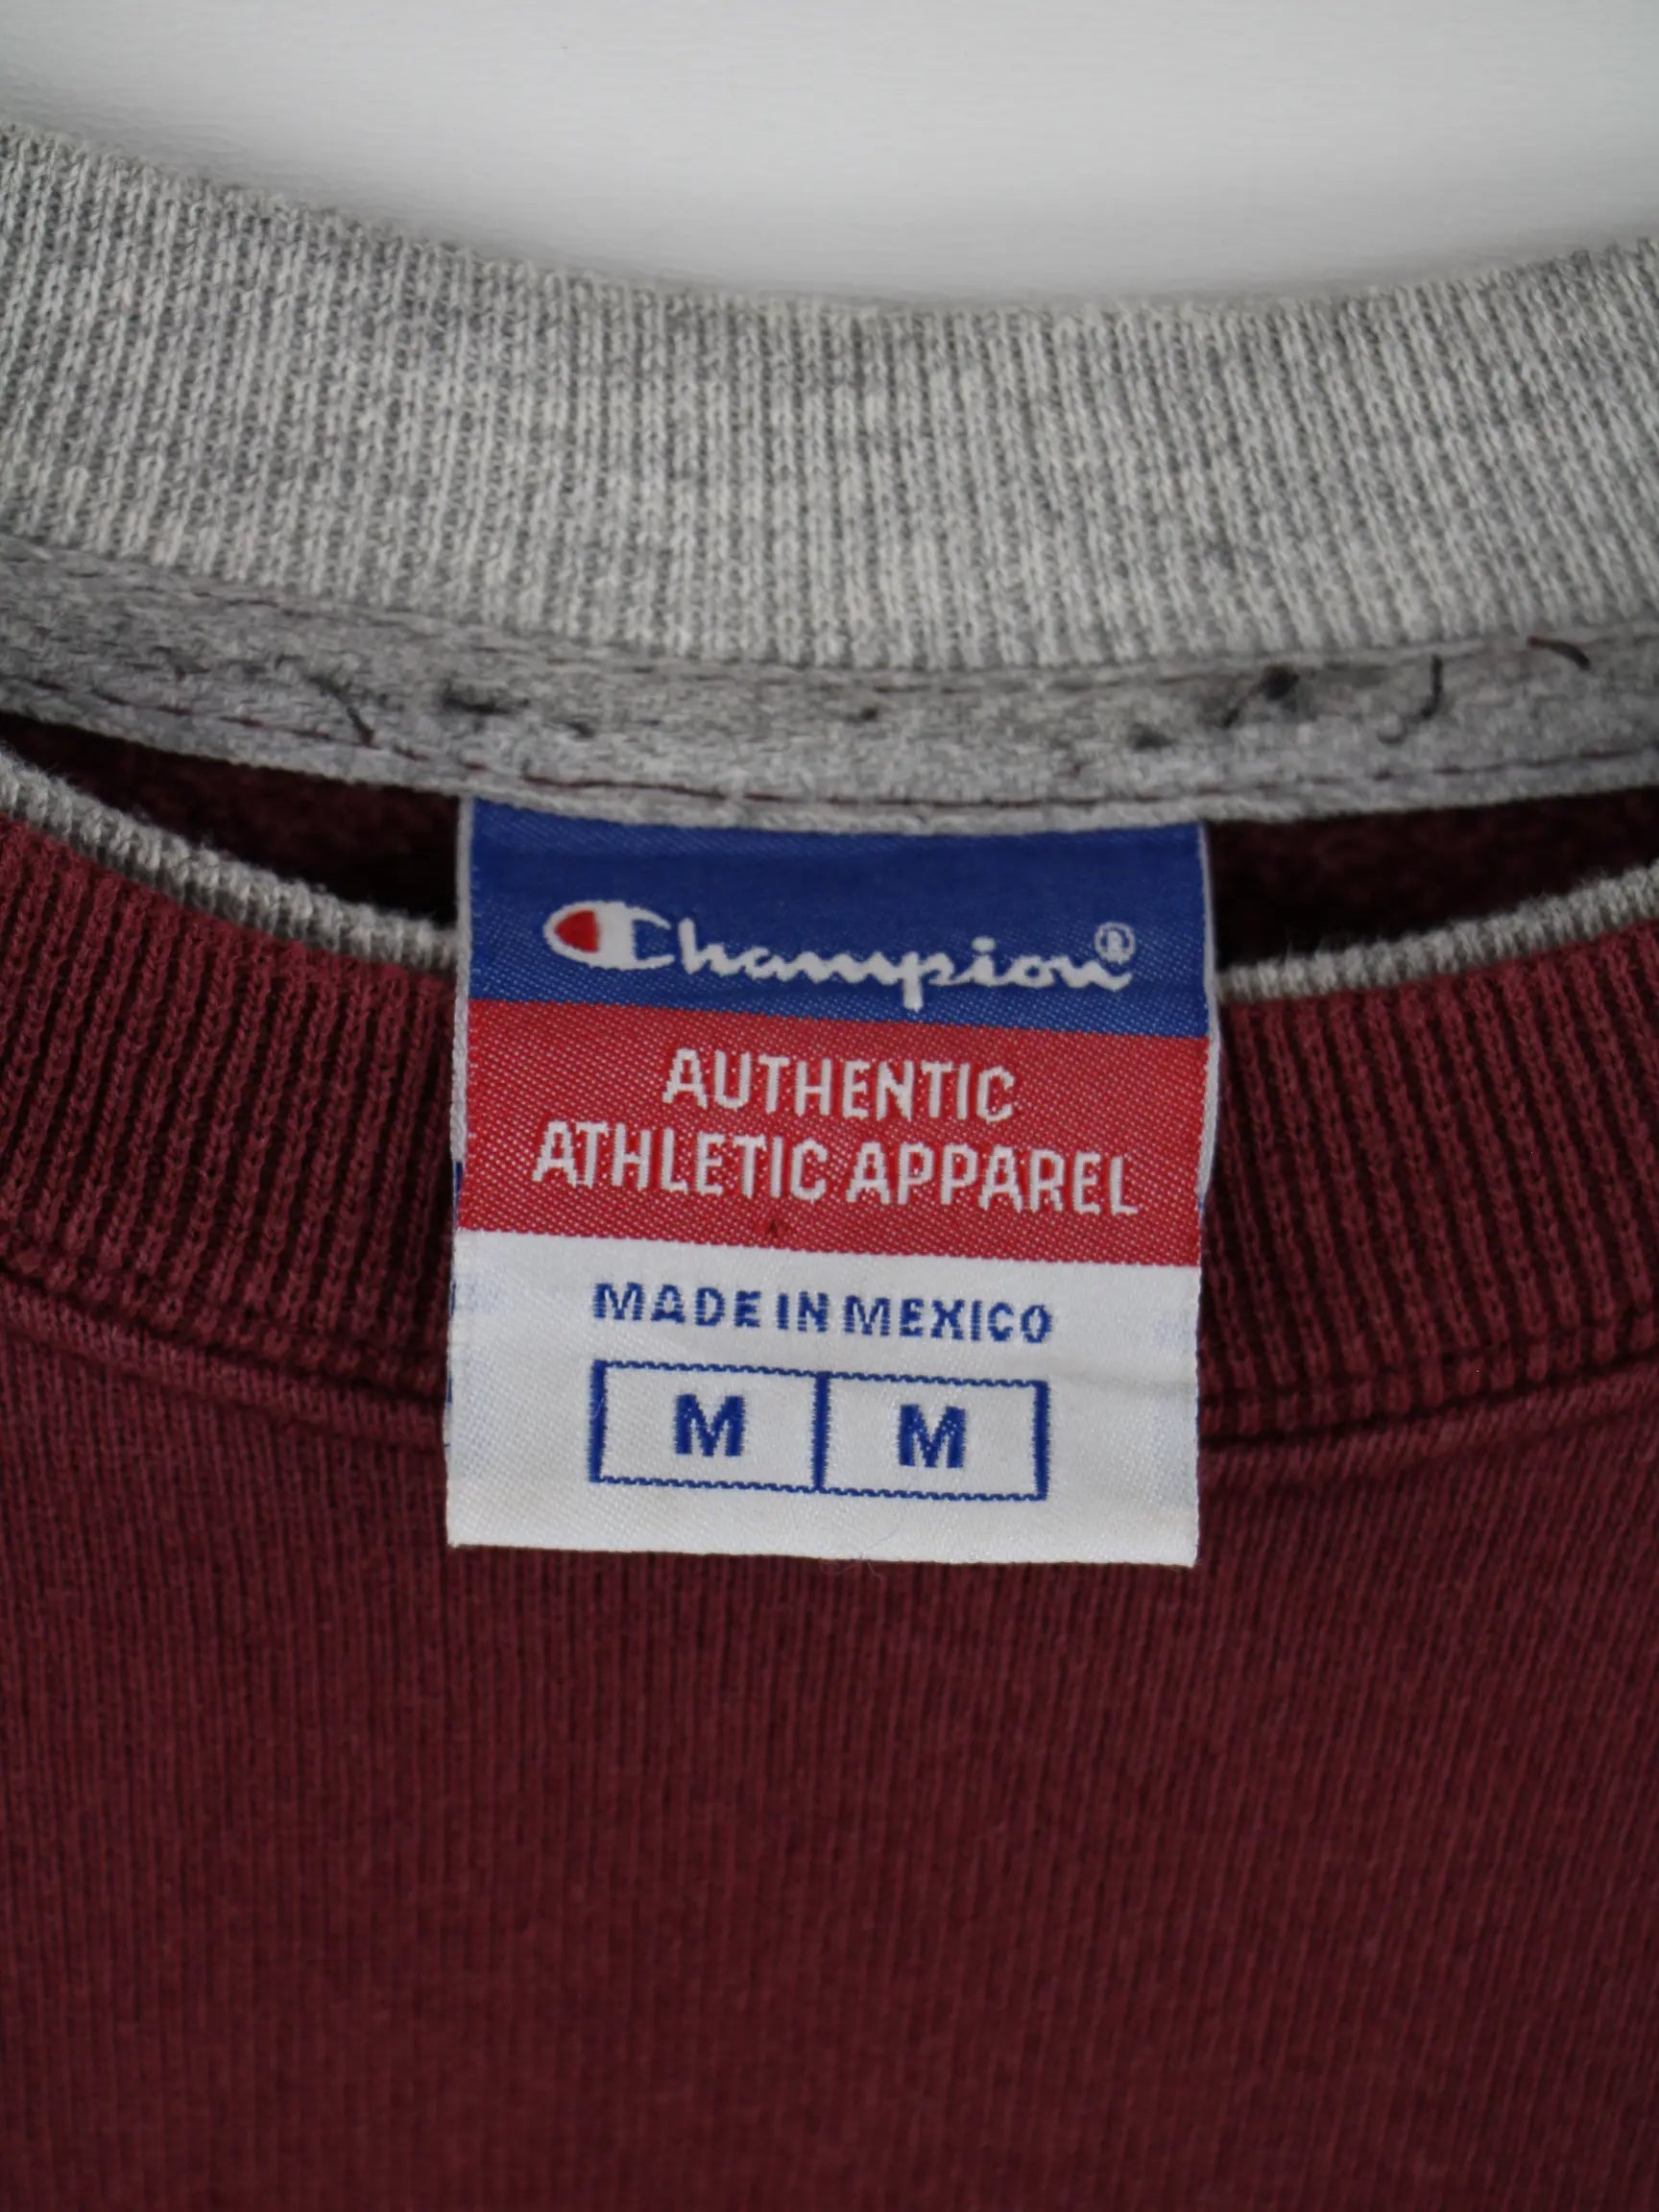 Champion®
AUTHENTIC
ATHLETIC APPAREL
MADE IN MEXICO
M M